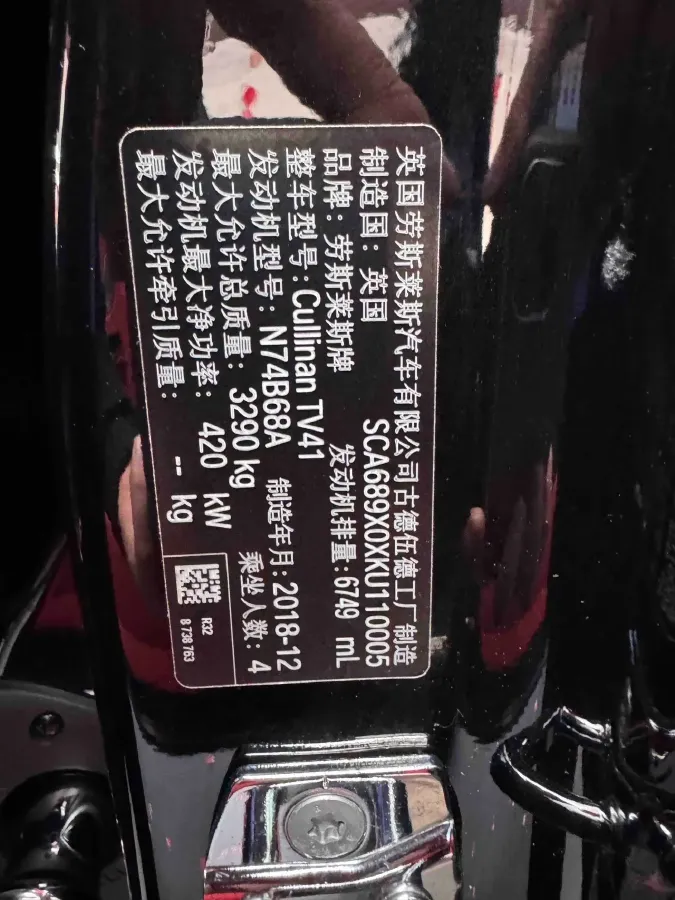 英国劳斯莱斯汽车有限公司古德伍德工厂制造
制造国：英国 SCA689X0XKU110005
品牌：劳斯莱斯牌 发动机排量:6749 mL
整车型号：Cullinan TV41
发动机型号：N74B68A 制造年月:2018-12
最大允许总质量：3290 kg 乘坐人数：4
发动机最大净功率：420 kW
最大允许牵引质量：-- kg
R32
8 738 763